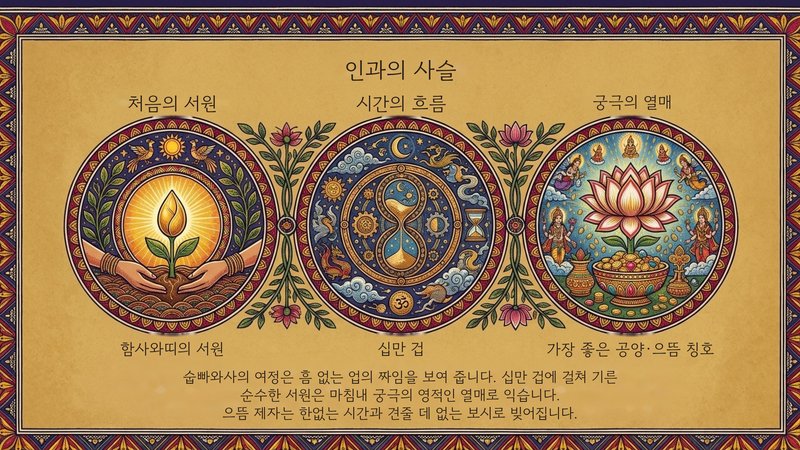 인과의 사슬
처음의 서원
시간의 흐름
궁극의 열매
함사와띠의 서원
십만 겁
가장 좋은 공양·으뜸 칭호
숩빠와사의 여정은 흠 없는 업의 짜임을 보여 줍니다. 십만 겁에 걸쳐 기른
순수한 서원은 마침내 궁극의 영적인 열매로 익습니다.
으뜸 제자는 한없는 시간과 견줄 데 없는 보시로 빚어집니다.